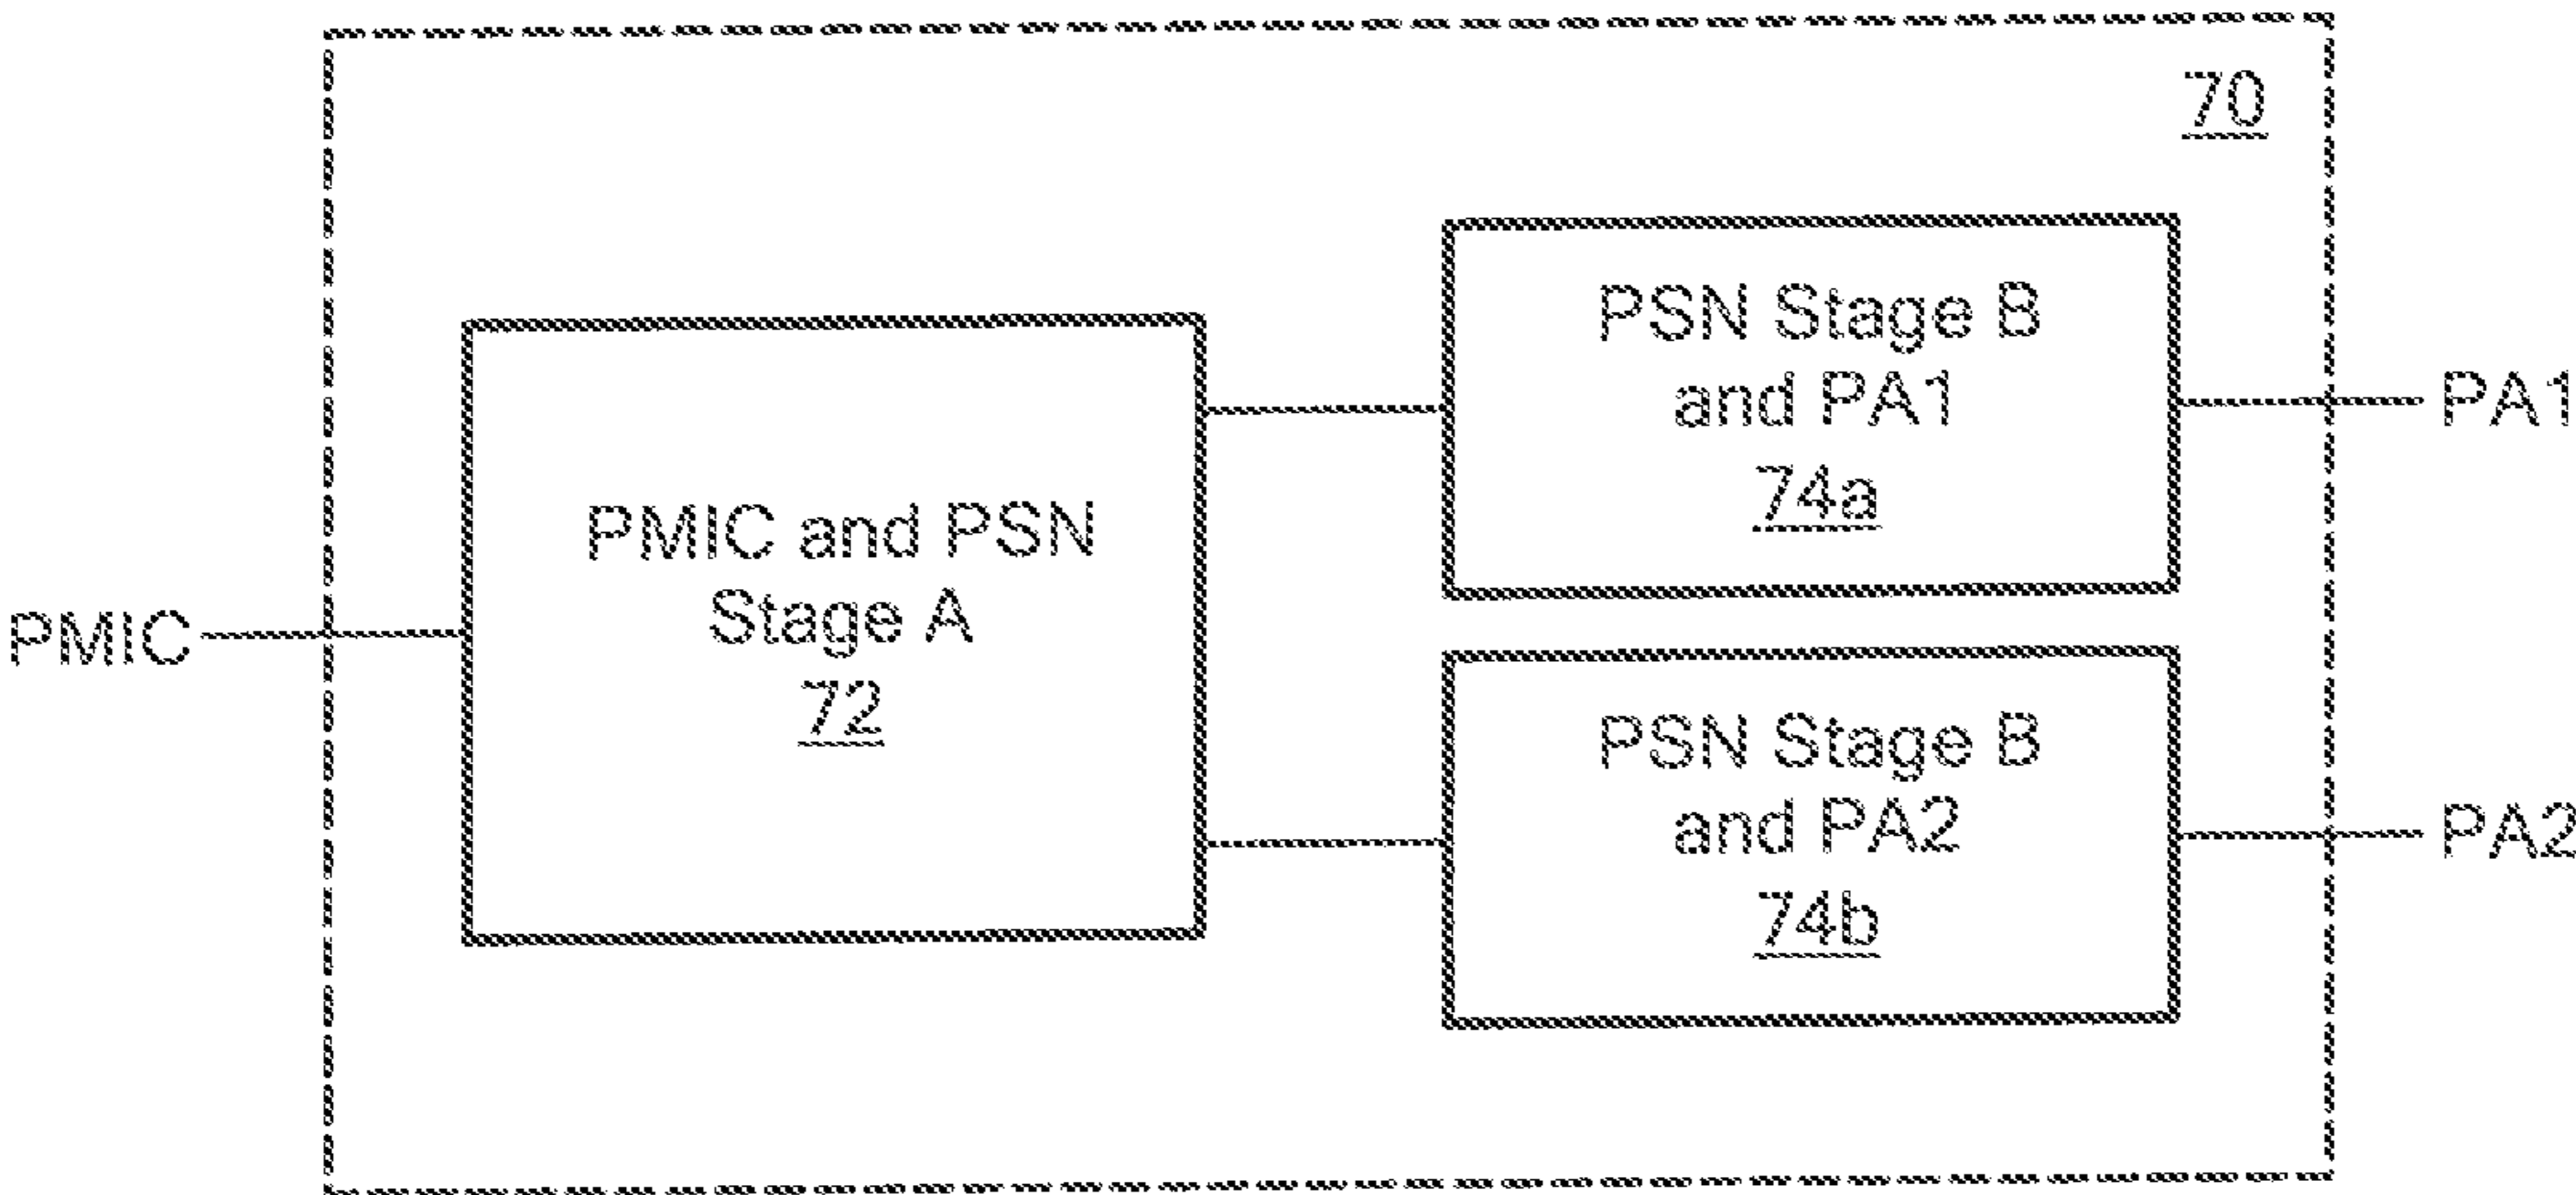 70
PMIC
PMIC and PSN
Stage A
72
PSN Stage B
and PA1
74a
PA1
PSN Stage B
and PA2
74b
PA2